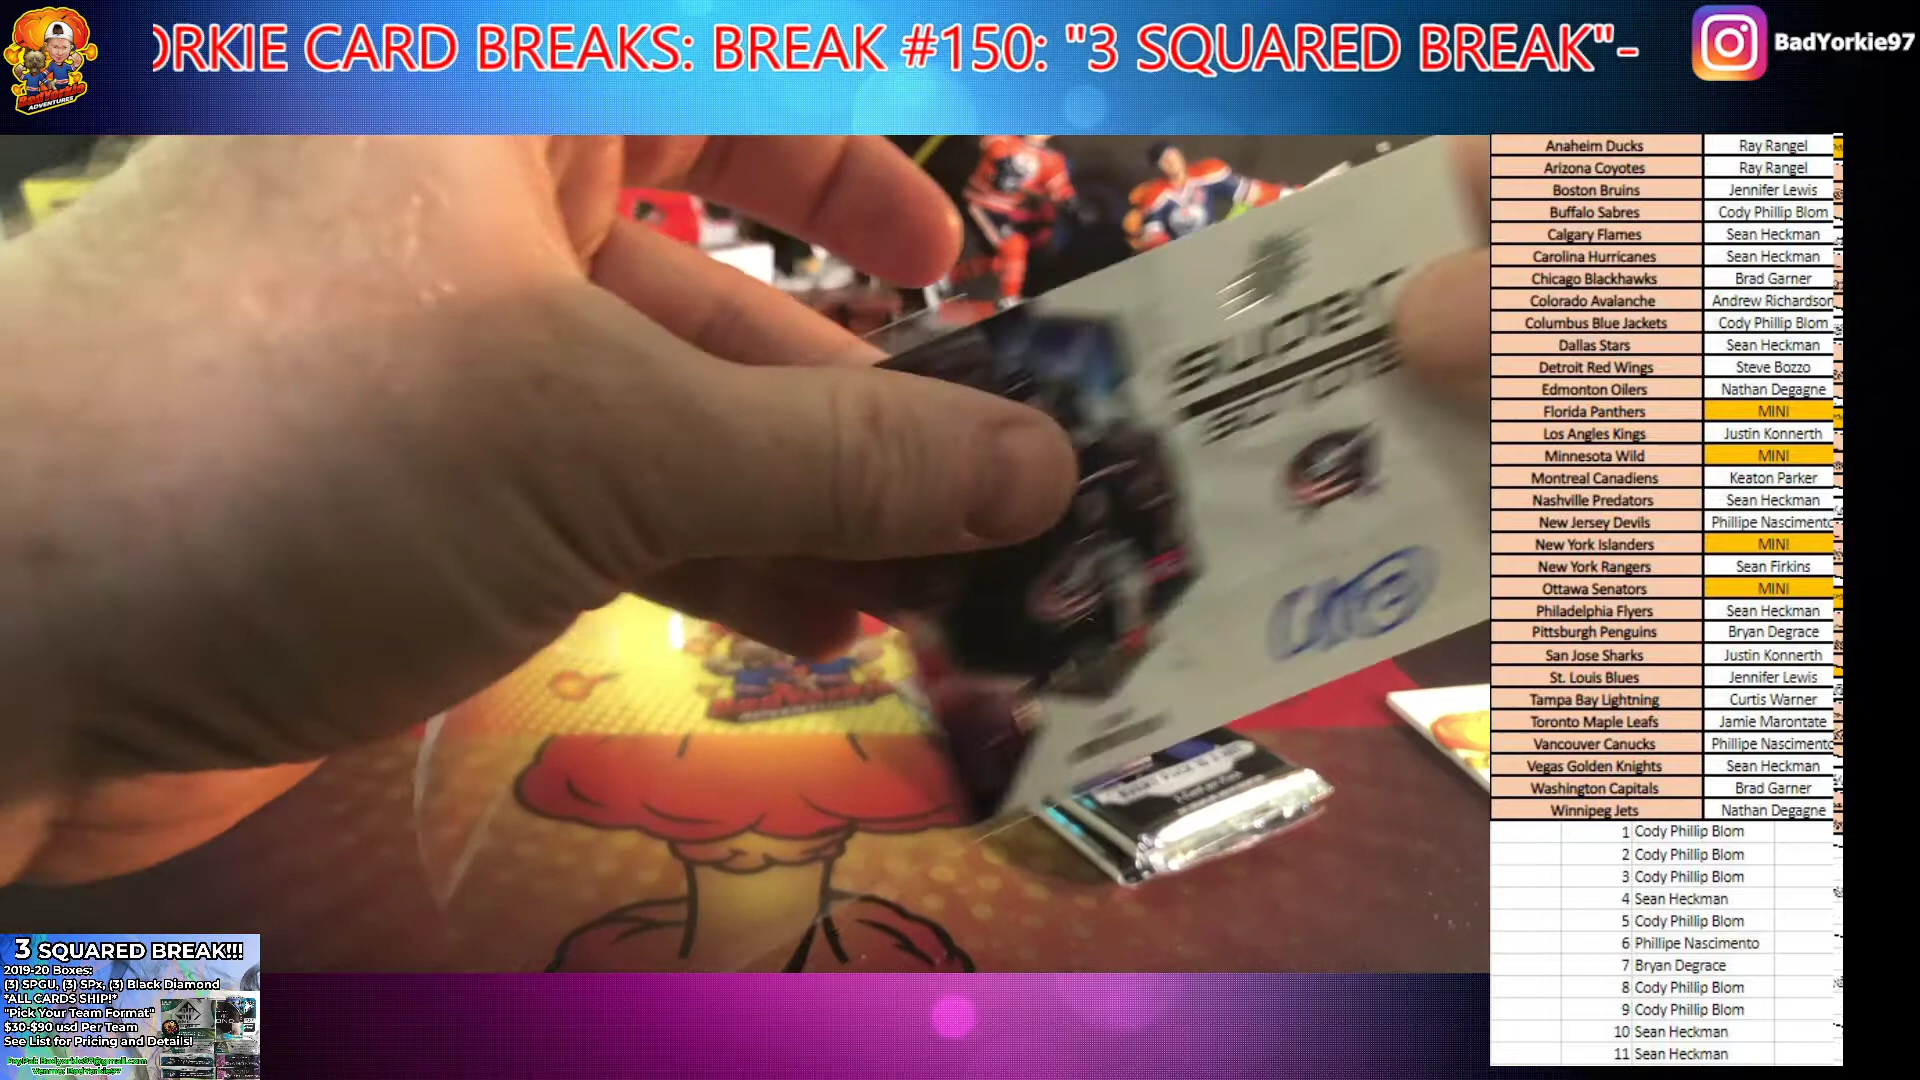 ORKIE CARD BREAKS: BREAK #150: "3 SQUARED BREAK"-
BadYorkie97
BadYorkie
ADVENTURES
Anaheim Ducks Ray Rangel
Arizona Coyotes Ray Rangel
Boston Bruins Jennifer Lewis
Buffalo Sabres Cody Phillip Blom
Calgary Flames Sean Heckman
Carolina Hurricanes Sean Heckman
Chicago Blackhawks Brad Garner
Colorado Avalanche Andrew Richardson
Columbus Blue Jackets Cody Phillip Blom
Dallas Stars Sean Heckman
Detroit Red Wings Steve Bozzo
Edmonton Oilers Nathan Degagne
Florida Panthers MINI
Los Angles Kings Justin Konnerth
Minnesota Wild MINI
Montreal Canadiens Keaton Parker
Nashville Predators Sean Heckman
New Jersey Devils Phillipe Nascimento
New York Islanders MINI
New York Rangers Sean Firkins
Ottawa Senators MINI
Philadelphia Flyers Sean Heckman
Pittsburgh Penguins Bryan Degrace
San Jose Sharks Justin Konnerth
St. Louis Blues Jennifer Lewis
Tampa Bay Lightning Curtis Warner
Toronto Maple Leafs Jamie Marontate
Vancouver Canucks Phillipe Nascimento
Vegas Golden Knights Sean Heckman
Washington Capitals Brad Garner
Winnipeg Jets Nathan Degagne
1 Cody Phillip Blom
2 Cody Phillip Blom
3 Cody Phillip Blom
4 Sean Heckman
5 Cody Phillip Blom
6 Phillipe Nascimento
7 Bryan Degrace
8 Cody Phillip Blom
9 Cody Phillip Blom
10 Sean Heckman
11 Sean Heckman
ADVENTURES
3 SQUARED BREAK!!!
2019-20 Boxes:
(3) SPGU, (3) SPx, (3) Black Diamond
*ALL CARDS SHIP!*
"Pick Your Team Format"
$30-$90 usd Per Team
See List for Pricing and Details!
PayPal: Badyorkie97@gmail.com
Venmo: BadYorkie97